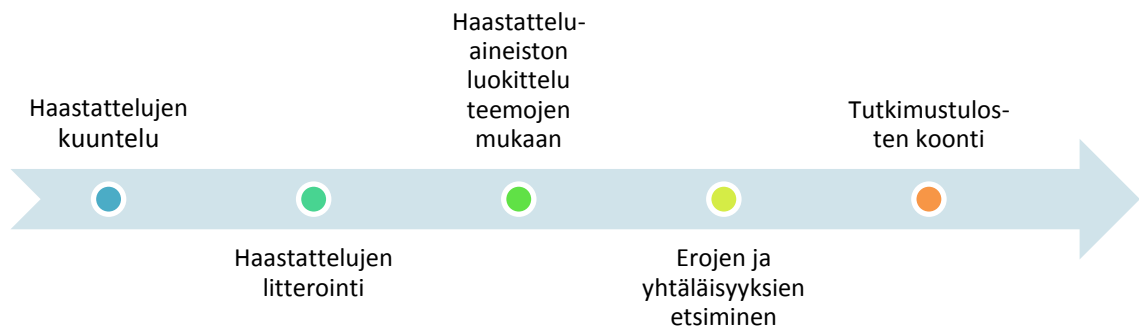 Haastattelujen
kuuntelu
Haastattelujen
litterointi
Haastattelu-
aineiston
luokittelu
teemojen
mukaan
Erojen ja
yhtäläisyyksien
etsiminen
Tutkimustulos-
ten koonti